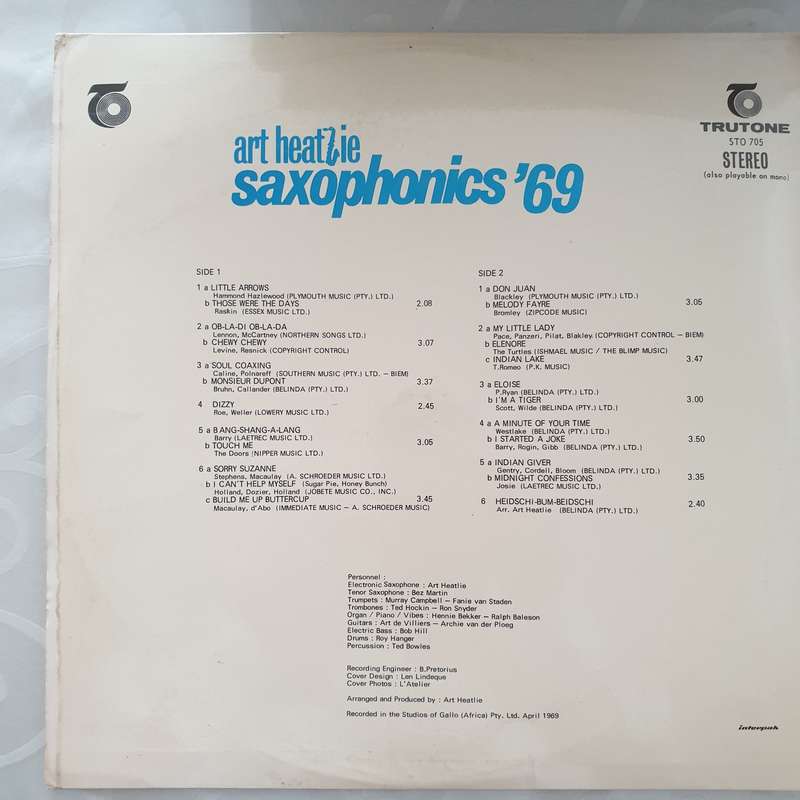 TRUTONE
STO 705
STEREO
(also playable on mono)
art heatlie
saxophonics '69
SIDE 1
1 a LITTLE ARROWS
Hammond Hazlewood (PLYMOUTH MUSIC (PTY.) LTD.)
b THOSE WERE THE DAYS 2.08
Raskin (ESSEX MUSIC LTD.)
2 a OB-LA-DI OB-LA-DA
Lennon, McCartney (NORTHERN SONGS LTD.)
b CHEWY CHEWY 3.07
Levine, Resnick (COPYRIGHT CONTROL)
3 a SOUL COAXING
Caline, Polnareff (SOUTHERN MUSIC (PTY.) LTD. – BIEM)
b MONSIEUR DUPONT 3.37
Bruhn, Callander (BELINDA (PTY.) LTD.)
4 DIZZY 2.45
Roe, Weller (LOWERY MUSIC LTD.)
5 a BANG-SHANG-A-LANG
Barry (LAETREC MUSIC LTD.)
b TOUCH ME 3.05
The Doors (NIPPER MUSIC LTD.)
6 a SORRY SUZANNE
Stephens, Macaulay (A. SCHROEDER MUSIC LTD.)
b I CAN'T HELP MYSELF (Sugar Pie, Honey Bunch)
Holland, Dozier, Holland (JOBETE MUSIC CO., INC.)
c BUILD ME UP BUTTERCUP 3.45
Macaulay, d'Abo (IMMEDIATE MUSIC – A. SCHROEDER MUSIC)
SIDE 2
1 a DON JUAN
Blackley (PLYMOUTH MUSIC (PTY.) LTD.)
b MELODY FAYRE 3.05
Bromley (ZIPCODE MUSIC)
2 a MY LITTLE LADY
Pace, Panzeri, Pilat, Blakley (COPYRIGHT CONTROL – BIEM)
b ELENORE
The Turtles (ISHMAEL MUSIC / THE BLIMP MUSIC)
c INDIAN LAKE 3.47
T.Romeo (P.K. MUSIC)
3 a ELOISE
P.Ryan (BELINDA (PTY.) LTD.)
b I'M A TIGER 3.00
Scott, Wilde (BELINDA (PTY.) LTD.)
4 a A MINUTE OF YOUR TIME
Westlake (BELINDA (PTY.) LTD.)
b I STARTED A JOKE 3.50
Barry, Rogin, Gibb (BELINDA (PTY.) LTD.)
5 a INDIAN GIVER
Gentry, Cordell, Bloom (BELINDA (PTY.) LTD.)
b MIDNIGHT CONFESSIONS 3.35
Josie (LAETREC MUSIC LTD.)
6 HEIDSCHI-BUM-BEIDSCHI 2.40
Arr. Art Heatlie (BELINDA (PTY.) LTD.)
Personnel :
Electronic Saxophone : Art Heatlie
Tenor Saxophone : Bez Martin
Trumpets : Murray Campbell – Fanie van Staden
Trombones : Ted Hockin – Ron Snyder
Organ / Piano / Vibes : Hennie Bekker – Ralph Baleson
Guitars : Art de Villiers – Archie van der Ploeg
Electric Bass : Bob Hill
Drums : Roy Hanger
Percussion : Ted Bowles
Recording Engineer : B.Pretorius
Cover Design : Len Lindeque
Cover Photos : L'Atelier
Arranged and Produced by : Art Heatlie
Recorded in the Studios of Gallo (Africa) Pty. Ltd. April 1969
interpak